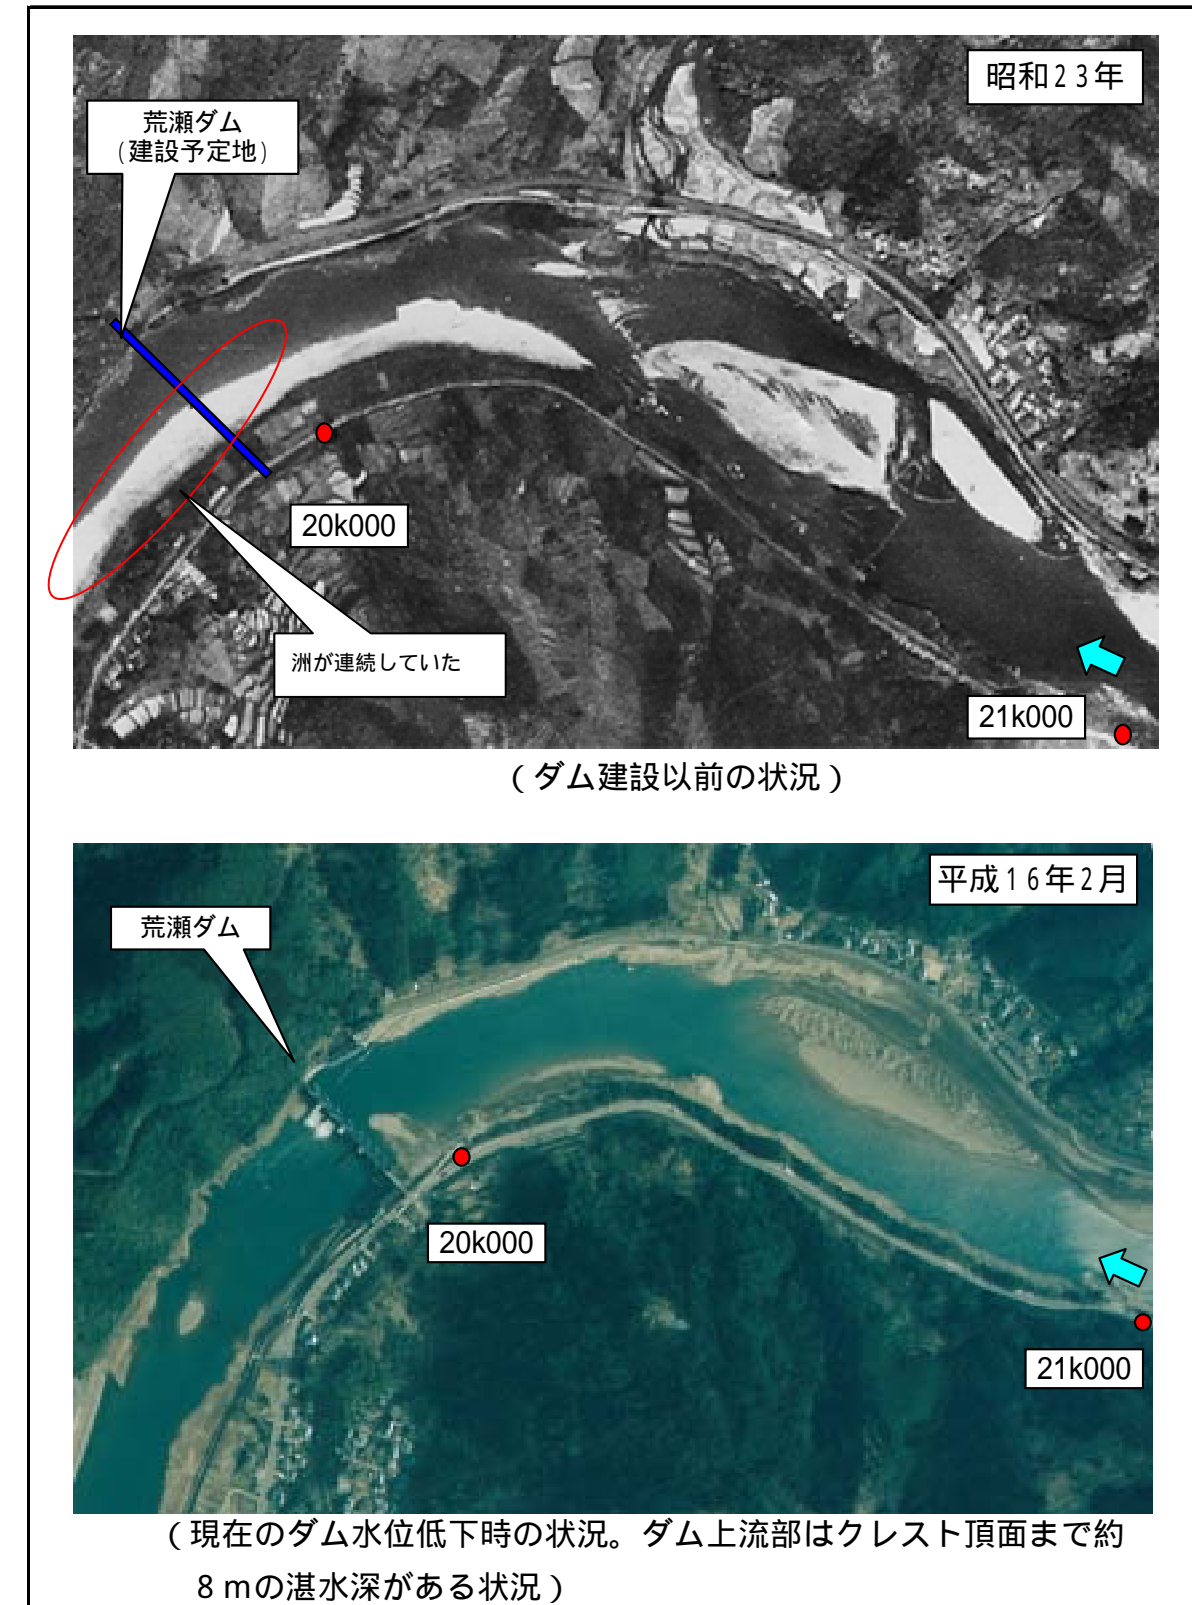 昭和23年
荒瀬ダム
(建設予定地)
20k000
洲が連続していた
21k000
(ダム建設以前の状況)
平成16年2月
荒瀬ダム
20k000
21k000
(現在のダム水位低下時の状況。ダム上流部はクレスト頂面まで約
8mの湛水深がある状況)